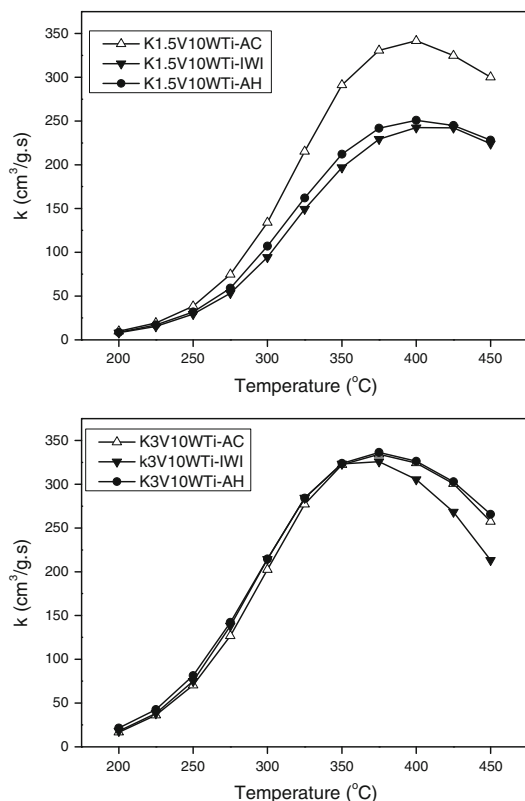 K1.5V10WTi-AC
K1.5V10WTi-IWI
K1.5V10WTi-AH
k (cm³/g.s)
350
300
250
200
150
100
50
0
200 250 300 350 400 450
Temperature (°C)
K3V10WTi-AC
k3V10WTi-IWI
K3V10WTi-AH
k (cm³/g.s)
350
300
250
200
150
100
50
0
200 250 300 350 400 450
Temperature (°C)